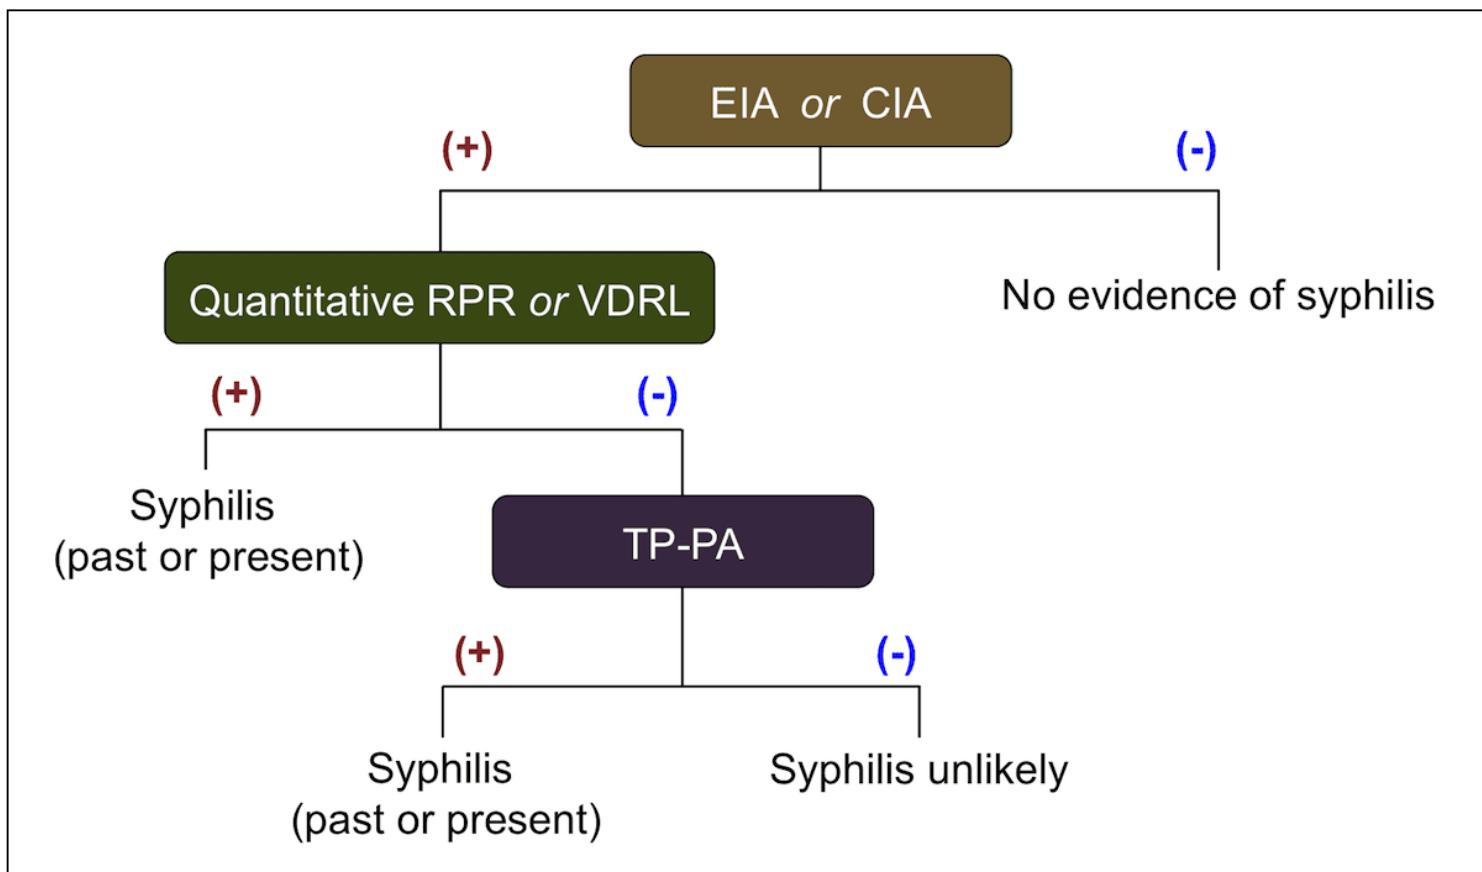 EIA or CIA
(+)
(-)
Quantitative RPR or VDRL
No evidence of syphilis
(+)
(-)
Syphilis
(past or present)
TP-PA
(+)
(-)
Syphilis
(past or present)
Syphilis unlikely